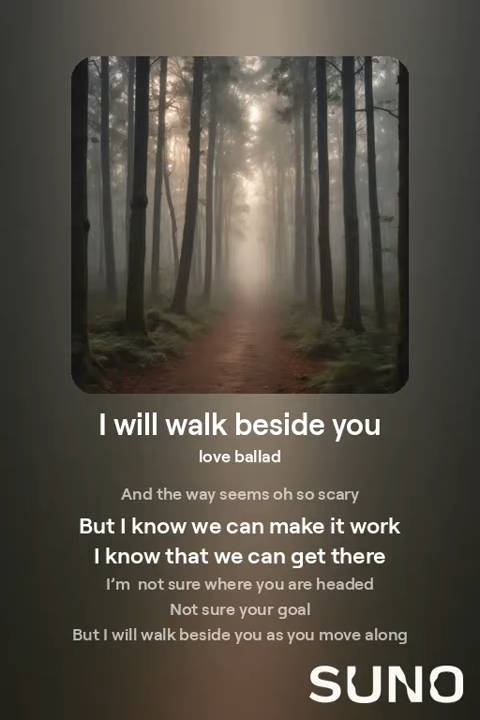 I will walk beside you
love ballad
And the way seems oh so scary
But I know we can make it work
I know that we can get there
I'm  not sure where you are headed
Not sure your goal
But I will walk beside you as you move along
SUNO